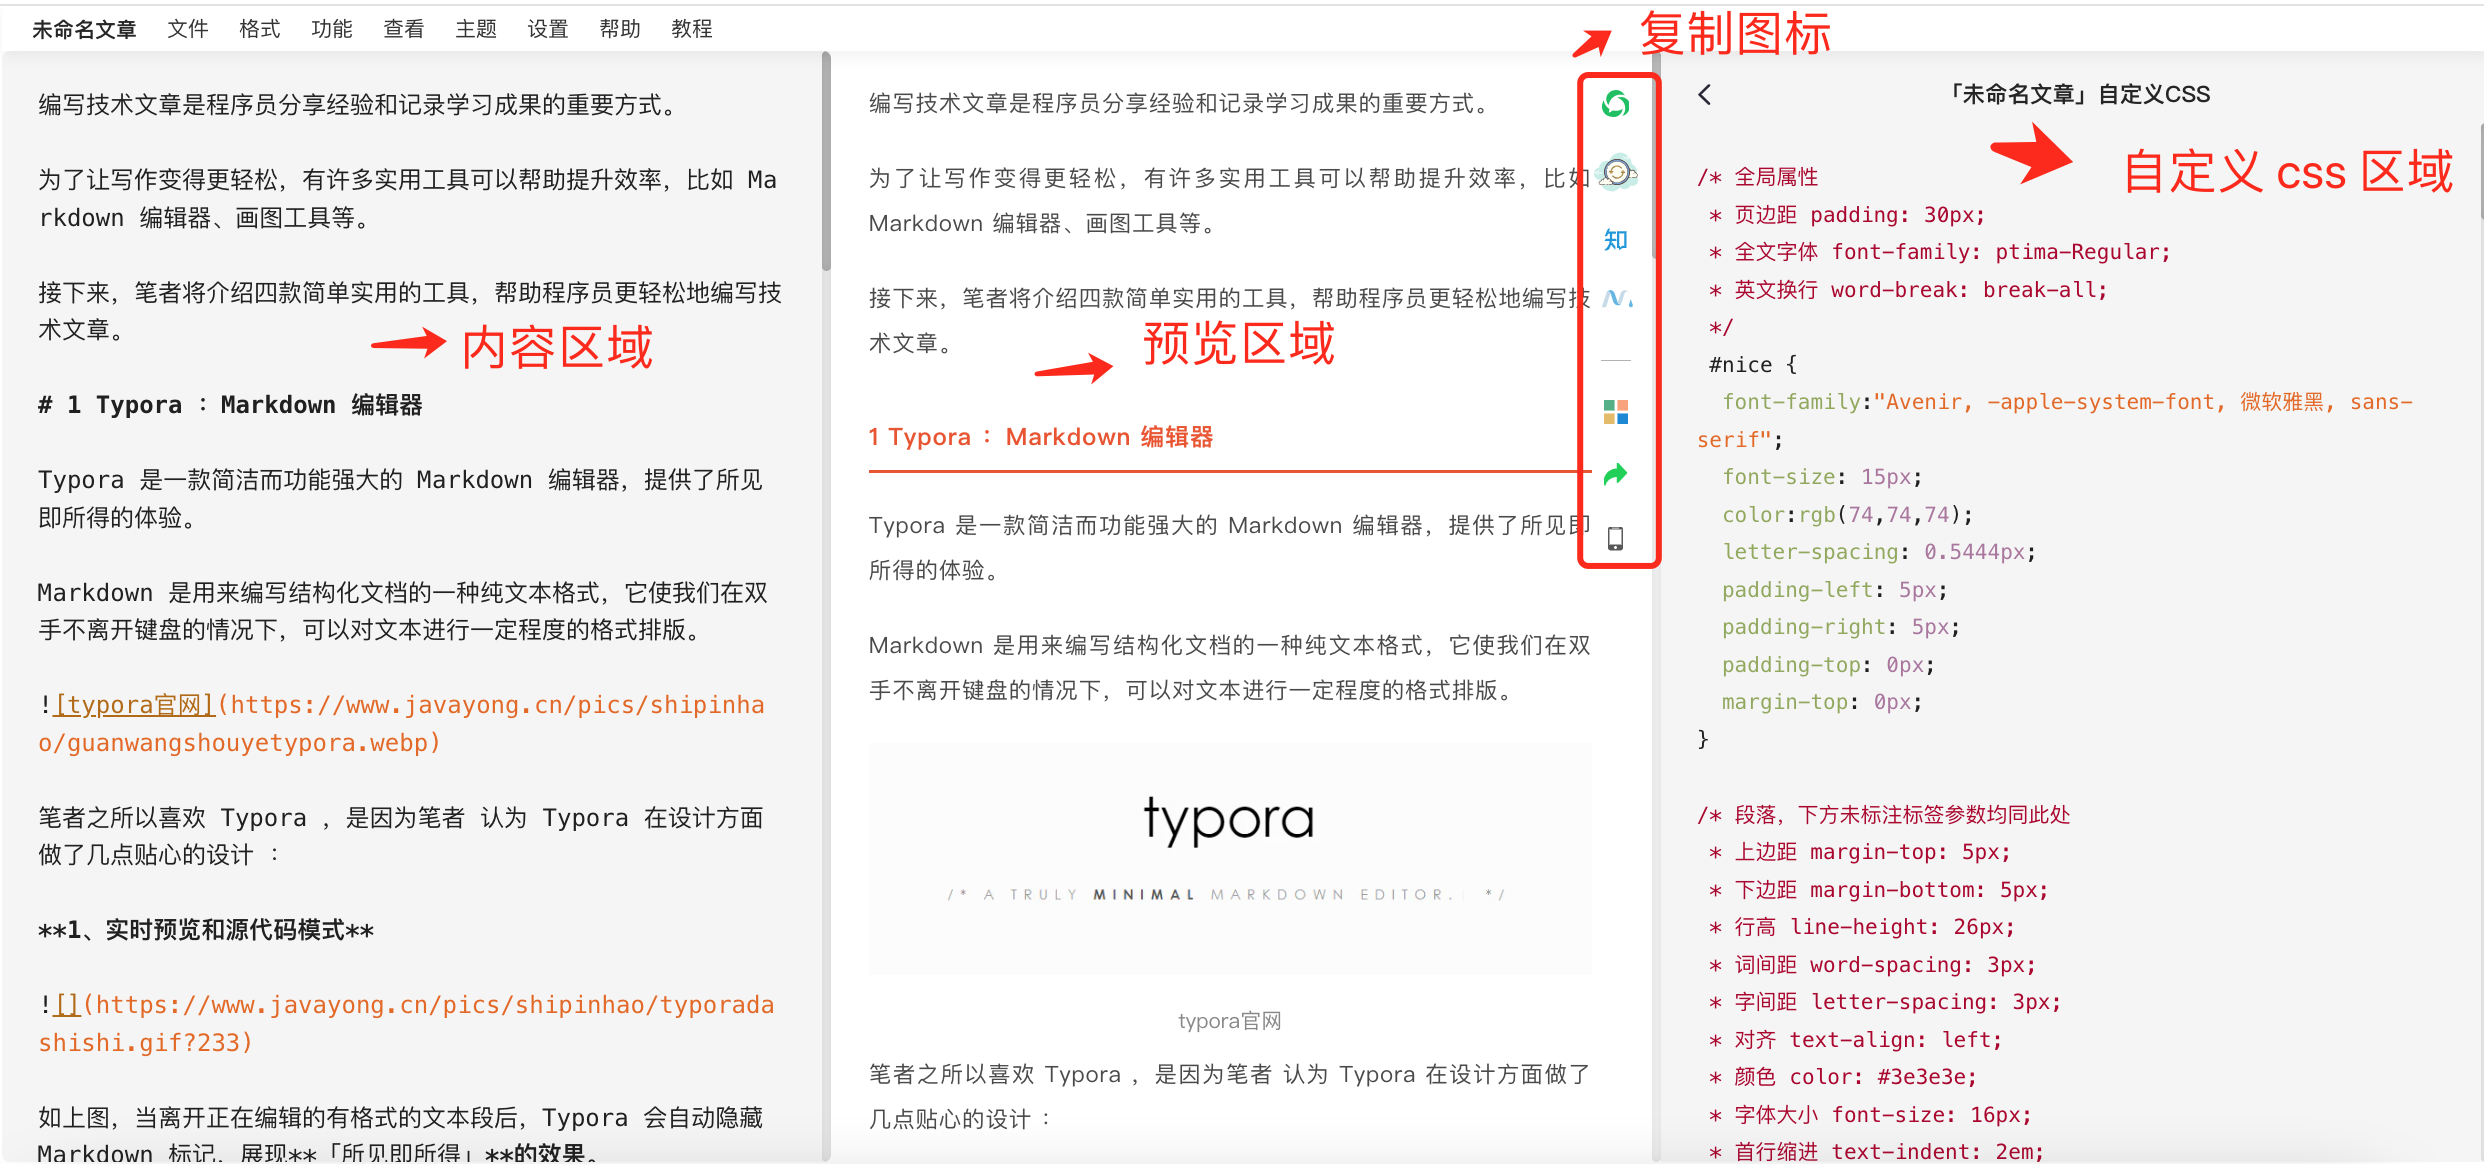 未命名文章 文件 格式 功能 查看 主题 设置 帮助 教程
复制图标
编写技术文章是程序员分享经验和记录学习成果的重要方式。
为了让写作变得更轻松，有许多实用工具可以帮助提升效率，比如 Ma
rkdown 编辑器、画图工具等。
接下来，笔者将介绍四款简单实用的工具，帮助程序员更轻松地编写技
术文章。
内容区域
# 1 Typora ：Markdown 编辑器
Typora 是一款简洁而功能强大的 Markdown 编辑器，提供了所见
即所得的体验。
Markdown 是用来编写结构化文档的一种纯文本格式，它使我们在双
手不离开键盘的情况下，可以对文本进行一定程度的格式排版。
![typora官网](https://www.javayong.cn/pics/shipinha
o/guanwangshouyetypora.webp)
笔者之所以喜欢 Typora ，是因为笔者 认为 Typora 在设计方面
做了几点贴心的设计 ：
**1、实时预览和源代码模式**
![](https://www.javayong.cn/pics/shipinhao/typorada
shishi.gif?233)
如上图，当离开正在编辑的有格式的文本段后，Typora 会自动隐藏
Markdown 标记，展现**「所见即所得」**的效果。
编写技术文章是程序员分享经验和记录学习成果的重要方式。
为了让写作变得更轻松，有许多实用工具可以帮助提升效率，比如
Markdown 编辑器、画图工具等。
接下来，笔者将介绍四款简单实用的工具，帮助程序员更轻松地编写技
术文章。
预览区域
1 Typora ：Markdown 编辑器
Typora 是一款简洁而功能强大的 Markdown 编辑器，提供了所见即
所得的体验。
Markdown 是用来编写结构化文档的一种纯文本格式，它使我们在双
手不离开键盘的情况下，可以对文本进行一定程度的格式排版。
typora
/* A TRULY MINIMAL MARKDOWN EDITOR. */
typora官网
笔者之所以喜欢 Typora ，是因为笔者 认为 Typora 在设计方面做了
几点贴心的设计 ：
知
「未命名文章」自定义CSS
自定义 css 区域
/* 全局属性
* 页边距 padding: 30px;
* 全文字体 font-family: ptima-Regular;
* 英文换行 word-break: break-all;
*/
#nice {
font-family:"Avenir, -apple-system-font, 微软雅黑, sans-
serif";
font-size: 15px;
color:rgb(74,74,74);
letter-spacing: 0.5444px;
padding-left: 5px;
padding-right: 5px;
padding-top: 0px;
margin-top: 0px;
}
/* 段落，下方未标注标签参数均同此处
* 上边距 margin-top: 5px;
* 下边距 margin-bottom: 5px;
* 行高 line-height: 26px;
* 词间距 word-spacing: 3px;
* 字间距 letter-spacing: 3px;
* 对齐 text-align: left;
* 颜色 color: #3e3e3e;
* 字体大小 font-size: 16px;
* 首行缩进 text-indent: 2em;